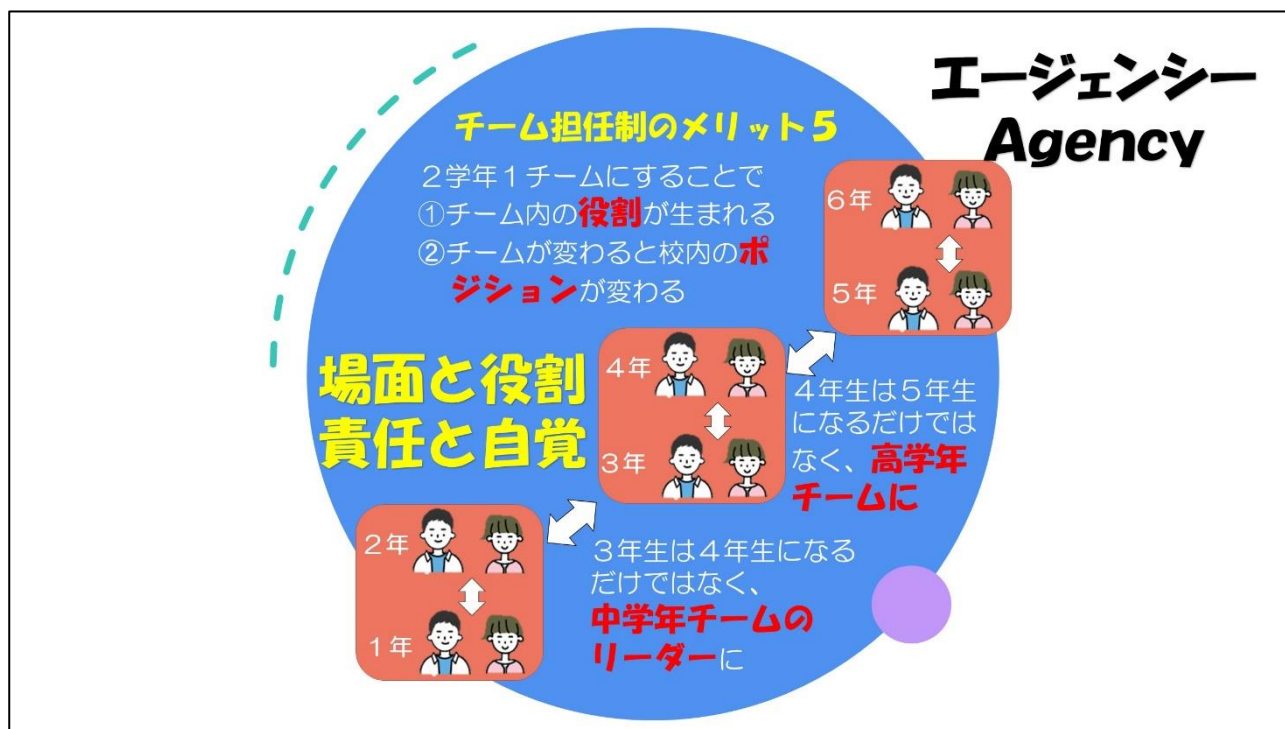 エージェンシー
Agency
チーム担任制のメリット５
２学年１チームにすることで
①チーム内の役割が生まれる
②チームが変わると校内のポ
ジションが変わる
場面と役割
責任と自覚
６年
５年
４年
３年
４年生は５年生
になるだけでは
なく、高学年
チームに
２年
１年
３年生は４年生になる
だけではなく、
中学年チームの
リーダーに